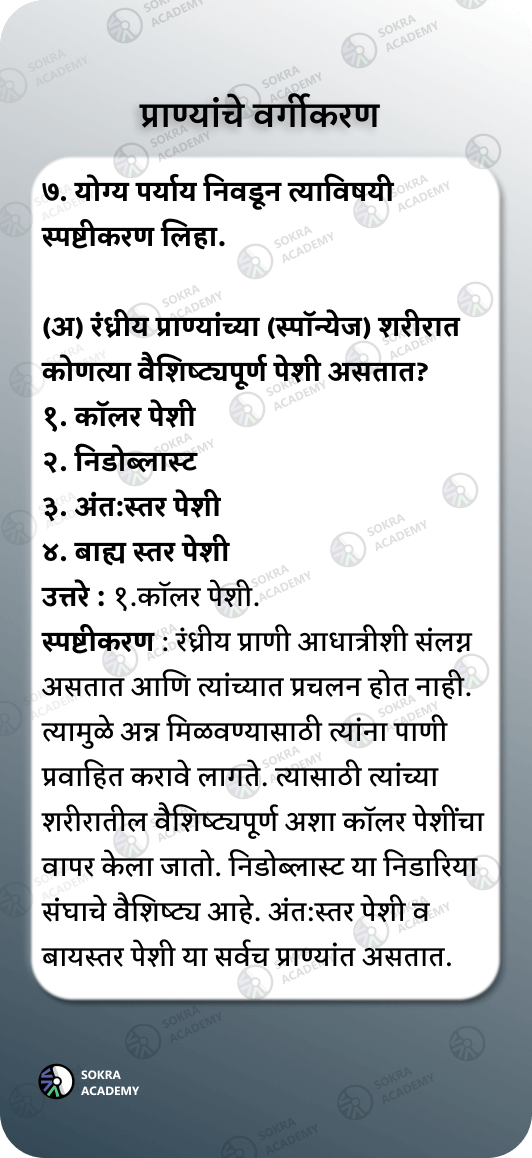 प्राण्यांचे वर्गीकरण
७. योग्य पर्याय निवडून त्याविषयी
स्पष्टीकरण लिहा.
(अ) रंध्रीय प्राण्यांच्या (स्पॉन्येज) शरीरात
कोणत्या वैशिष्ट्यपूर्ण पेशी असतात?
१. कॉलर पेशी
२. निडोब्लास्ट
३. अंत:स्तर पेशी
४. बाह्य स्तर पेशी
उत्तरे : १.कॉलर पेशी.
स्पष्टीकरण : रंध्रीय प्राणी आधात्रीशी संलग्न
असतात आणि त्यांच्यात प्रचलन होत नाही.
त्यामुळे अन्न मिळवण्यासाठी त्यांना पाणी
प्रवाहित करावे लागते. त्यासाठी त्यांच्या
शरीरातील वैशिष्ट्यपूर्ण अशा कॉलर पेशींचा
वापर केला जातो. निडोब्लास्ट या निडारिया
संघाचे वैशिष्ट्य आहे. अंत:स्तर पेशी व
बायस्तर पेशी या सर्वच प्राण्यांत असतात.
SOKRA
ACADEMY